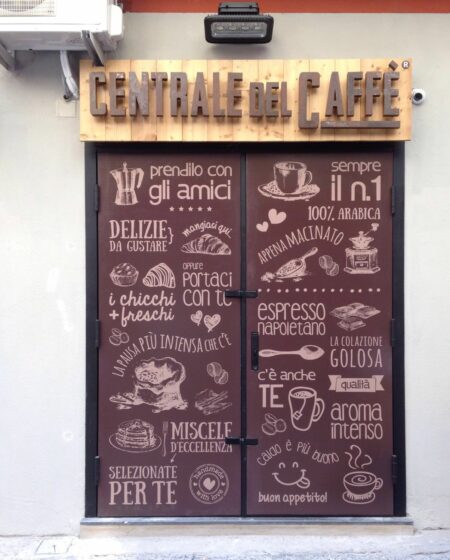 CENTRALE DEL CAFFÈ®
prendilo con
gli amici
DELIZIE
DA GUSTARE
mangiaci qui,
oppure
PORTACI
CON TE
i chicchi
+ freschi
LA PAUSA PIÙ INTENSA CHE C'È
MISCELE
D'ECCELLENZA
SELEZIONATE
PER TE
handmade
with love
sempre
il n.1
100% ARABICA
APPENA MACINATO
espresso
napoletano
LA COLAZIONE
GOLOSA
c'è anche
TE
qualità
aroma
intenso
caldo è più buono
buon appetito!